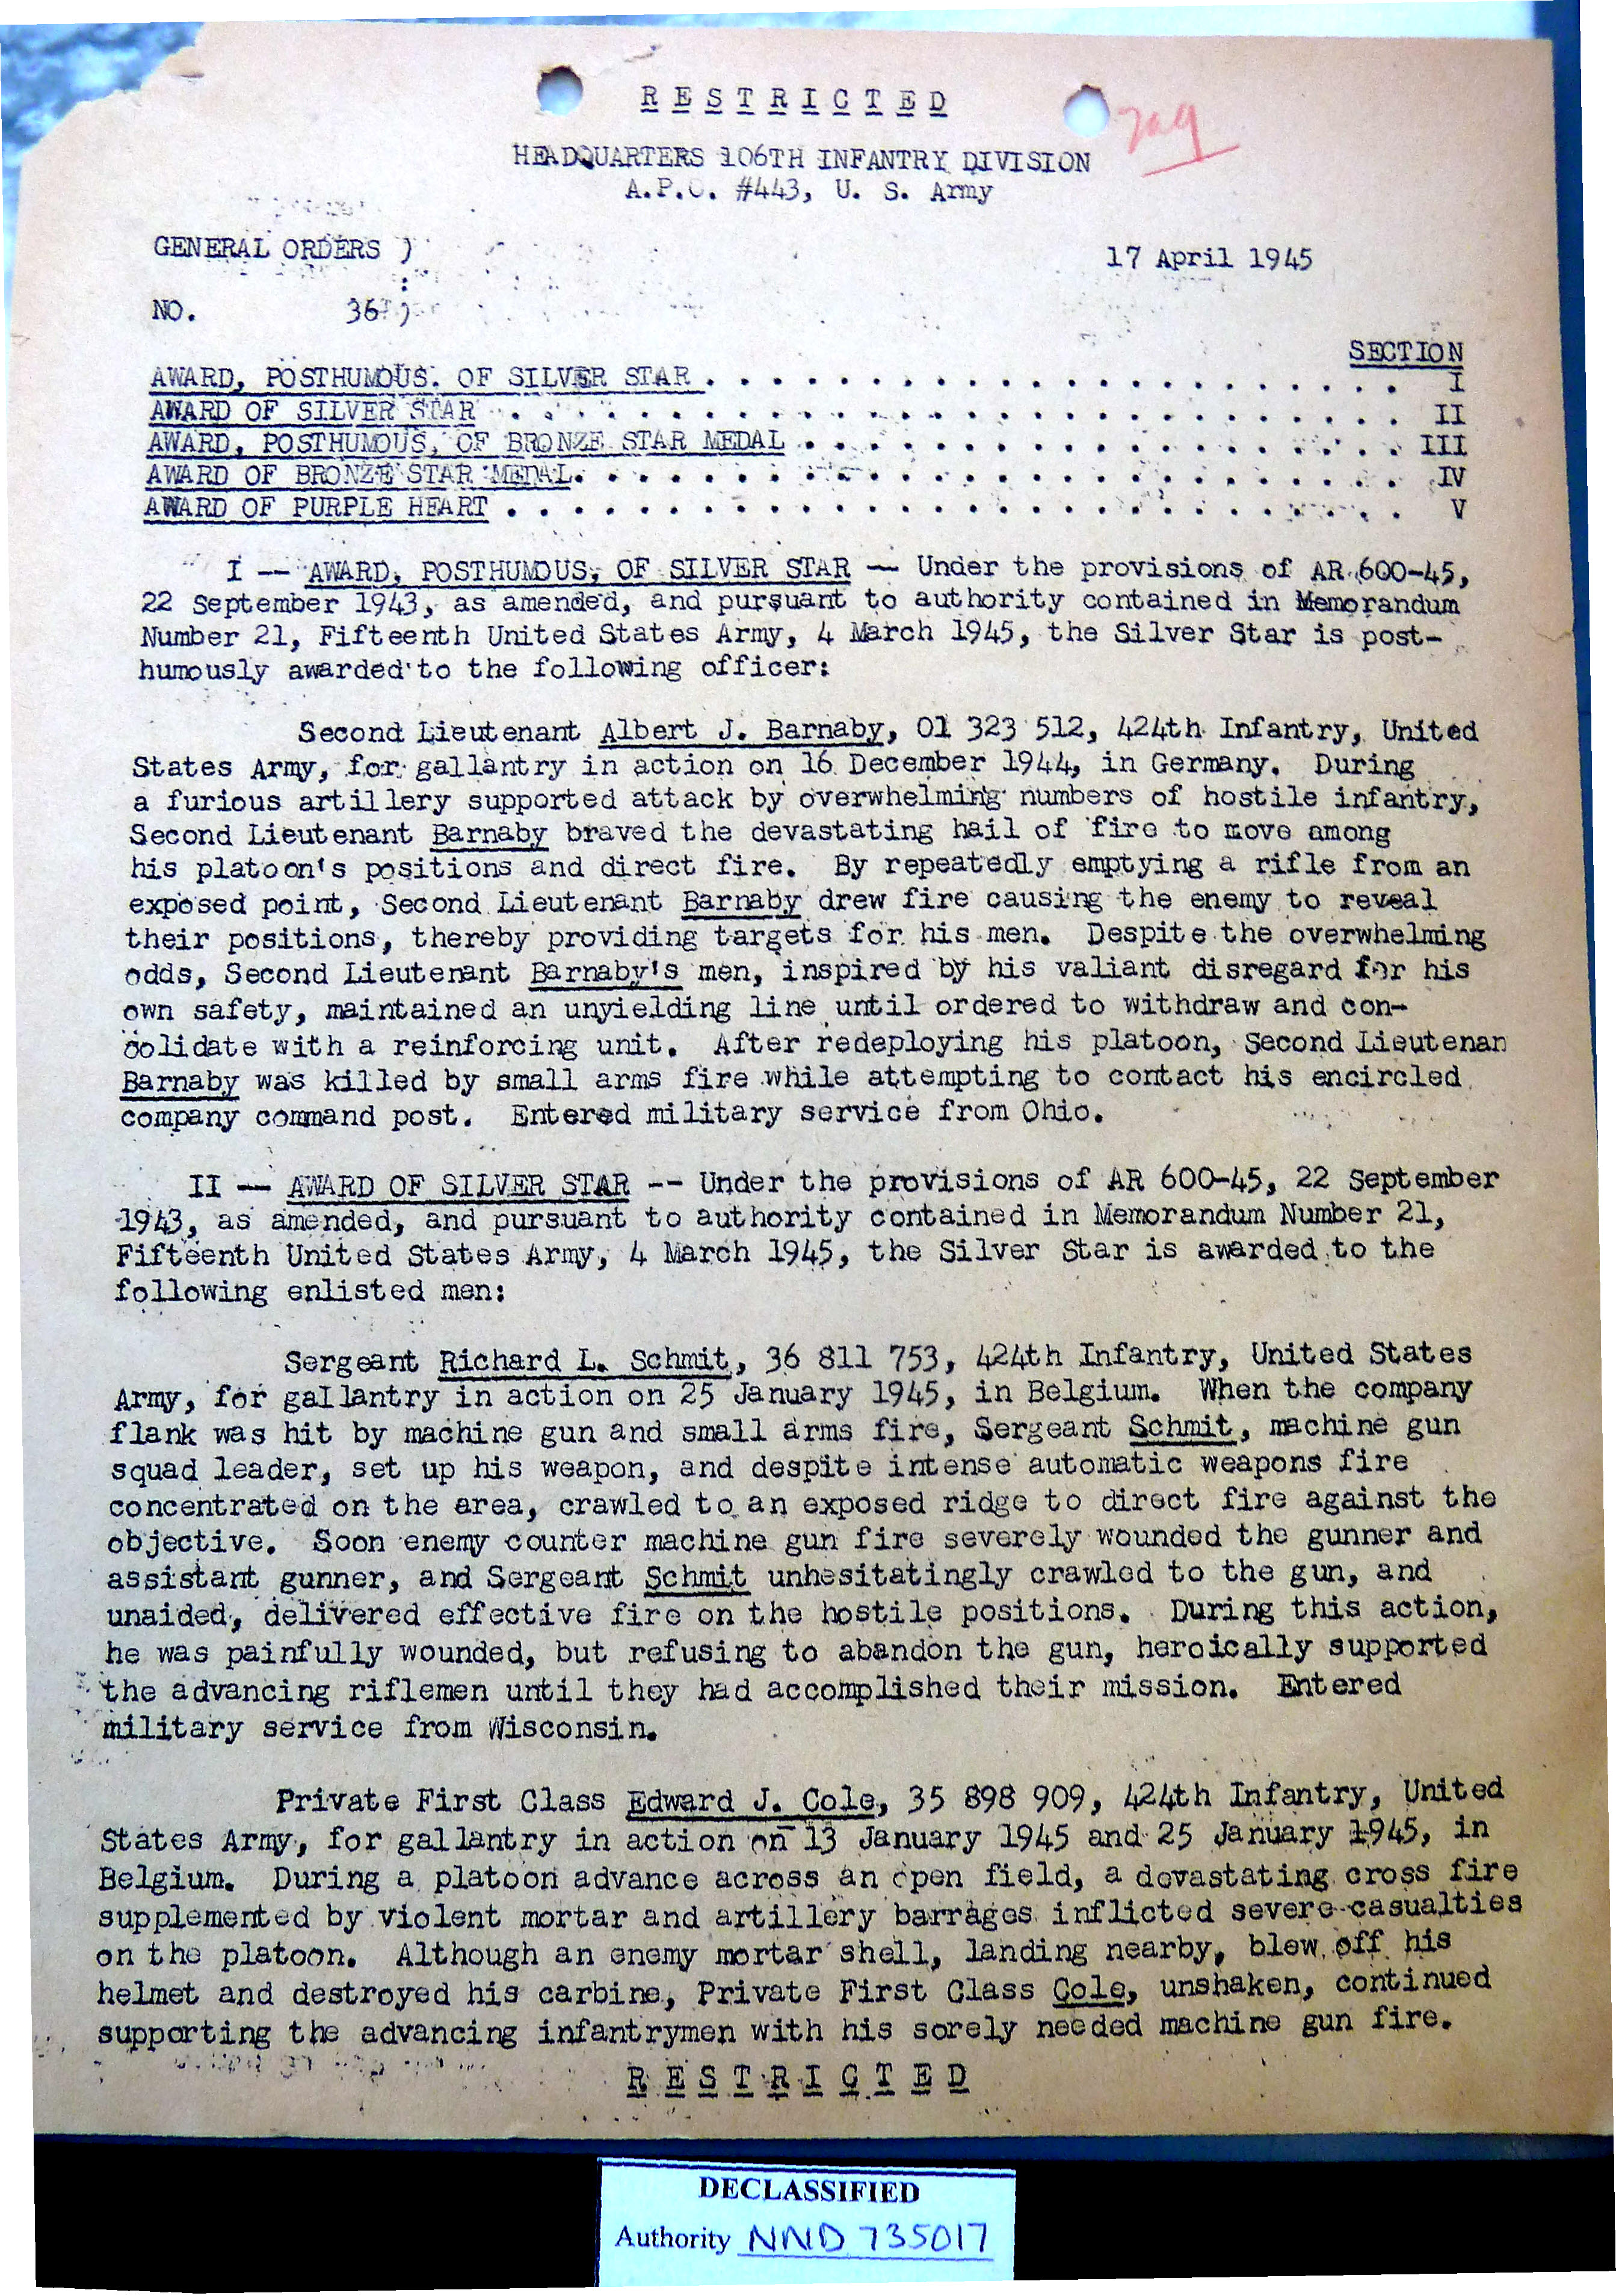 R E S T R I C T E D
HEADQUARTERS 106TH INFANTRY DIVISION
A.P.O. #443, U. S. Army
GENERAL ORDERS )
17 April 1945
:
NO. 36 )
SECTION
AWARD, POSTHUMOUS. OF SILVER STAR . . . . . . . . . . . . . . . . . . . . . I
AWARD OF SILVER STAR . . . . . . . . . . . . . . . . . . . . . . . . . . . II
AWARD, POSTHUMOUS, OF BRONZE STAR MEDAL . . . . . . . . . . . . . . . . . . III
AWARD OF BRONZE STAR MEDAL. . . . . . . . . . . . . . . . . . . . . . . . . IV
AWARD OF PURPLE HEART . . . . . . . . . . . . . . . . . . . . . . . . . . . V
I -- AWARD, POSTHUMOUS, OF SILVER STAR -- Under the provisions of AR 600-45,
22 September 1943, as amended, and pursuant to authority contained in Memorandum
Number 21, Fifteenth United States Army, 4 March 1945, the Silver Star is post-
humously awarded to the following officer:
Second Lieutenant Albert J. Barnaby, 01 323 512, 424th Infantry, United
States Army, for gallantry in action on 16 December 1944, in Germany. During
a furious artillery supported attack by overwhelming numbers of hostile infantry,
Second Lieutenant Barnaby braved the devastating hail of fire to move among
his platoon's positions and direct fire. By repeatedly emptying a rifle from an
exposed point, Second Lieutenant Barnaby drew fire causing the enemy to reveal
their positions, thereby providing targets for his men. Despite the overwhelming
odds, Second Lieutenant Barnaby's men, inspired by his valiant disregard for his
own safety, maintained an unyielding line until ordered to withdraw and con-
solidate with a reinforcing unit. After redeploying his platoon, Second Lieutenan
Barnaby was killed by small arms fire while attempting to contact his encircled
company command post. Entered military service from Ohio.
II -- AWARD OF SILVER STAR -- Under the provisions of AR 600-45, 22 September
1943, as amended, and pursuant to authority contained in Memorandum Number 21,
Fifteenth United States Army, 4 March 1945, the Silver Star is awarded to the
following enlisted men:
Sergeant Richard L. Schmit, 36 811 753, 424th Infantry, United States
Army, for gallantry in action on 25 January 1945, in Belgium. When the company
flank was hit by machine gun and small arms fire, Sergeant Schmit, machine gun
squad leader, set up his weapon, and despite intense automatic weapons fire
concentrated on the area, crawled to an exposed ridge to direct fire against the
objective. Soon enemy counter machine gun fire severely wounded the gunner and
assistant gunner, and Sergeant Schmit unhesitatingly crawled to the gun, and
unaided, delivered effective fire on the hostile positions. During this action,
he was painfully wounded, but refusing to abandon the gun, heroically supported
the advancing riflemen until they had accomplished their mission. Entered
military service from Wisconsin.
Private First Class Edward J. Cole, 35 898 909, 424th Infantry, United
States Army, for gallantry in action on 13 January 1945 and 25 January 1945, in
Belgium. During a platoon advance across an open field, a devastating cross fire
supplemented by violent mortar and artillery barrages inflicted severe casualties
on the platoon. Although an enemy mortar shell, landing nearby, blew off his
helmet and destroyed his carbine, Private First Class Cole, unshaken, continued
supporting the advancing infantrymen with his sorely needed machine gun fire.
R E S T R I C T E D
DECLASSIFIED
Authority NND 735017